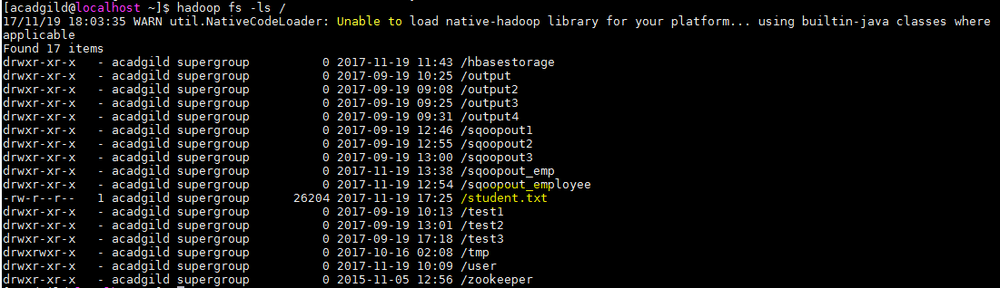 [acadgild@localhost ~]$ hadoop fs -ls /
17/11/19 18:03:35 WARN util.NativeCodeLoader: Unable to load native-hadoop library for your platform... using builtin-java classes where
applicable
Found 17 items
drwxr-xr-x   - acadgild supergroup          0 2017-11-19 11:43 /hbasestorage
drwxr-xr-x   - acadgild supergroup          0 2017-09-19 10:25 /output
drwxr-xr-x   - acadgild supergroup          0 2017-09-19 09:08 /output2
drwxr-xr-x   - acadgild supergroup          0 2017-09-19 09:25 /output3
drwxr-xr-x   - acadgild supergroup          0 2017-09-19 09:31 /output4
drwxr-xr-x   - acadgild supergroup          0 2017-09-19 12:46 /sqoopout1
drwxr-xr-x   - acadgild supergroup          0 2017-09-19 12:55 /sqoopout2
drwxr-xr-x   - acadgild supergroup          0 2017-09-19 13:00 /sqoopout3
drwxr-xr-x   - acadgild supergroup          0 2017-11-19 13:38 /sqoopout_emp
drwxr-xr-x   - acadgild supergroup          0 2017-11-19 12:54 /sqoopout_employee
-rw-r--r--   1 acadgild supergroup      26204 2017-11-19 17:25 /student.txt
drwxr-xr-x   - acadgild supergroup          0 2017-09-19 10:13 /test1
drwxr-xr-x   - acadgild supergroup          0 2017-09-19 13:01 /test2
drwxr-xr-x   - acadgild supergroup          0 2017-09-19 17:18 /test3
drwxrwxr-x   - acadgild supergroup          0 2017-10-16 02:08 /tmp
drwxr-xr-x   - acadgild supergroup          0 2017-11-19 10:09 /user
drwxr-xr-x   - acadgild supergroup          0 2015-11-05 12:56 /zookeeper